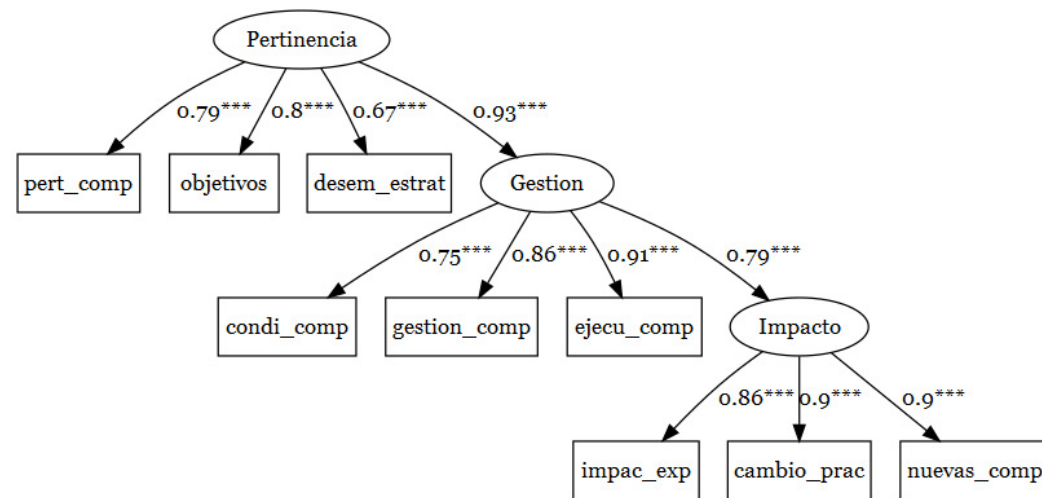 Pertinencia
0.79*** 0.8*** 0.67*** 0.93***
pert_comp objetivos desem_estrat Gestion
0.75*** 0.86*** 0.91*** 0.79***
condi_comp gestion_comp ejecu_comp Impacto
0.86*** 0.9*** 0.9***
impac_exp cambio_prac nuevas_comp